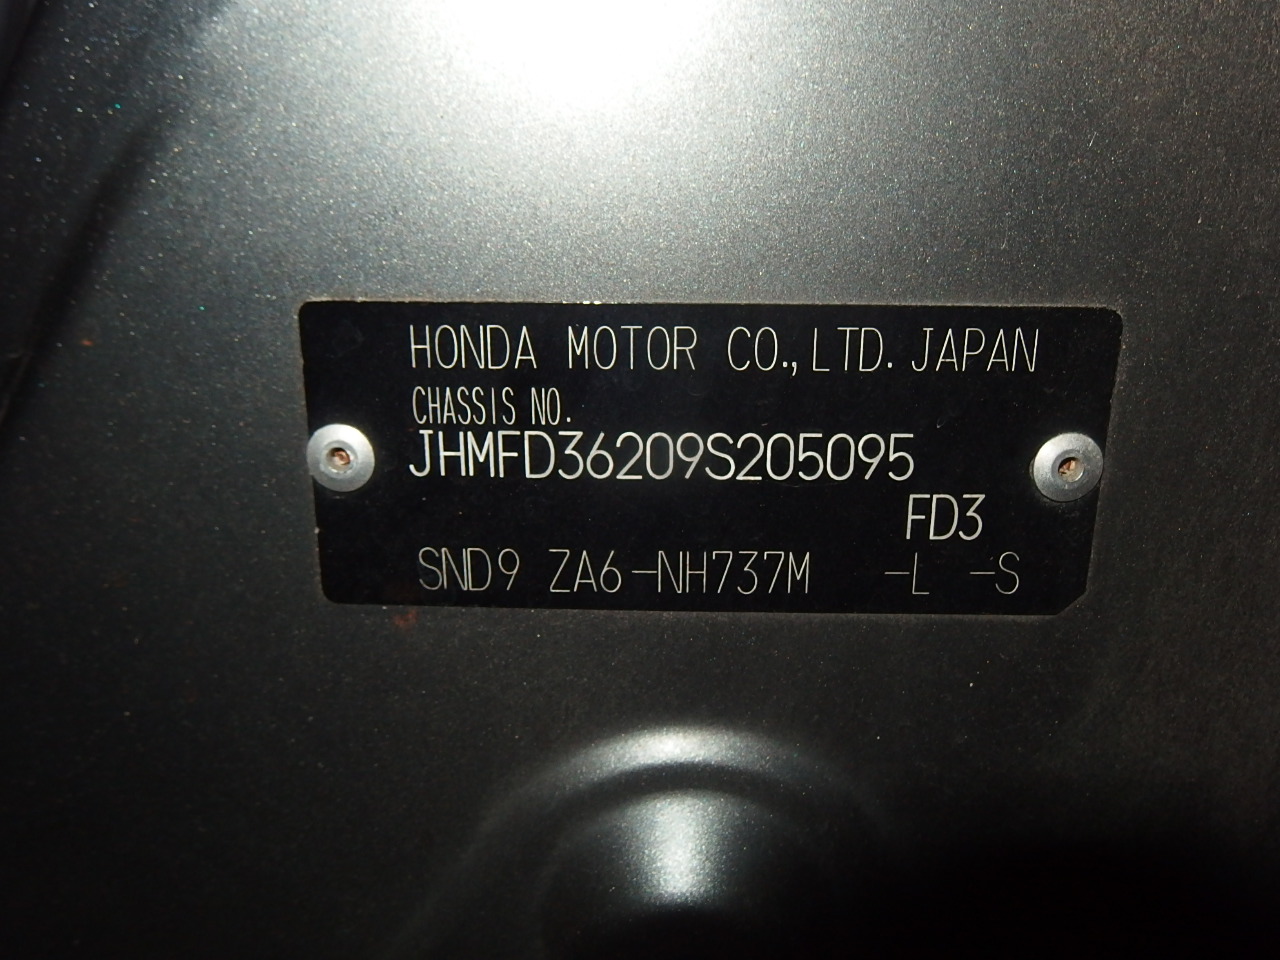 HONDA MOTOR CO.,LTD. JAPAN
CHASSIS NO.
JHMFD36209S205095
FD3
SND9 ZA6-NH737M -L -S